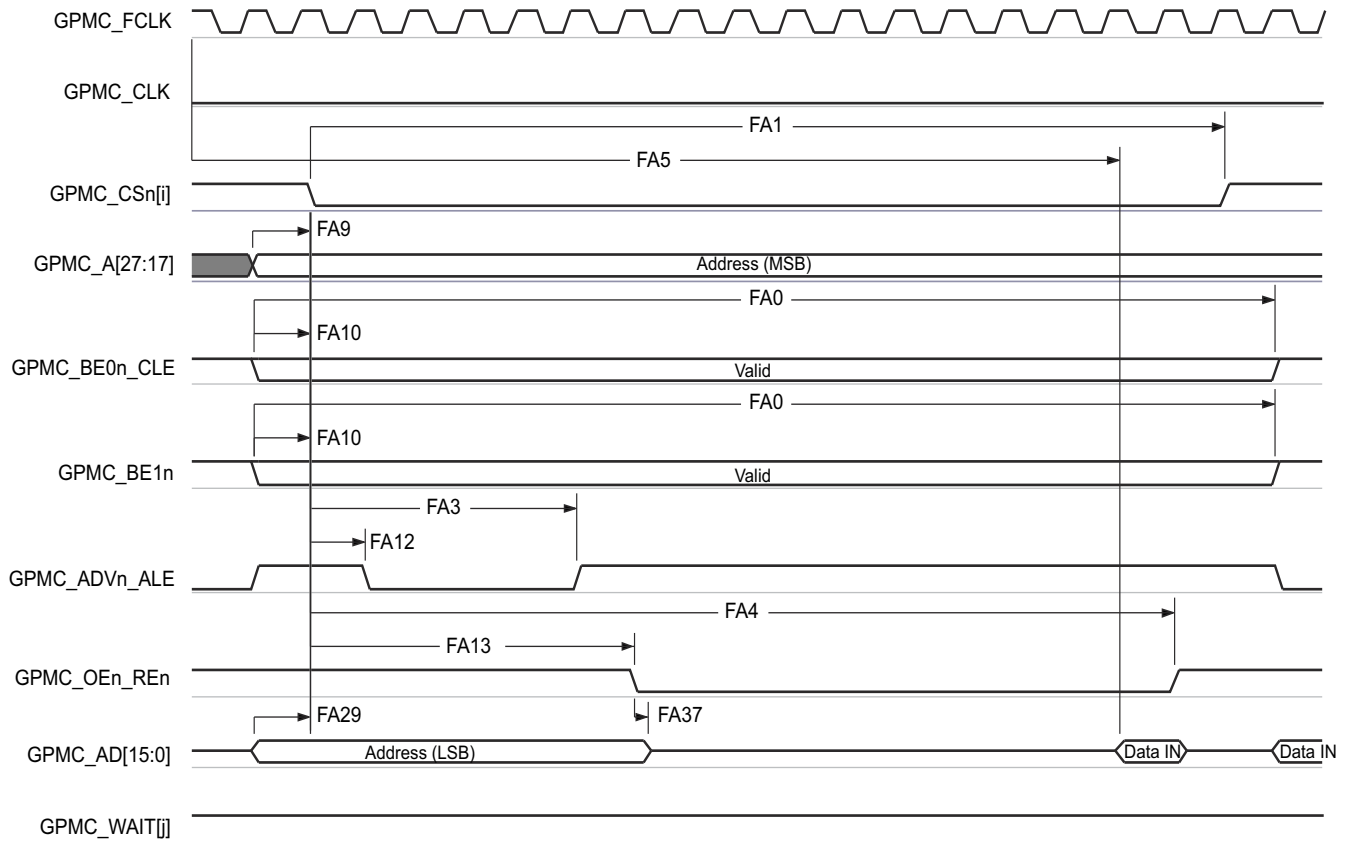 GPMC_FCLK
GPMC_CLK
FA1
FA5
GPMC_CSn[i]
FA9
GPMC_A[27:17]
Address (MSB)
FA0
FA10
GPMC_BE0n_CLE
Valid
FA0
FA10
GPMC_BE1n
Valid
FA3
FA12
GPMC_ADVn_ALE
FA4
FA13
GPMC_OEn_REn
FA29
FA37
GPMC_AD[15:0]
Address (LSB)
Data IN
Data IN
GPMC_WAIT[j]